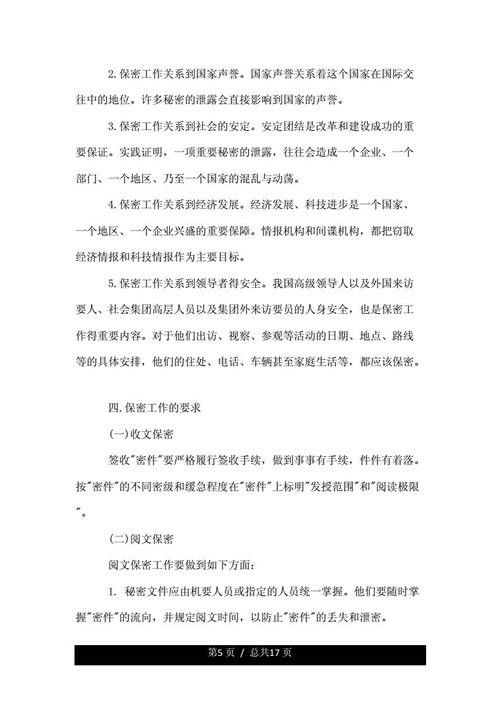 2.保密工作关系到国家声誉。国家声誉关系着这个国家在国际交
往中的地位。许多秘密的泄露会直接影响到国家的声誉。
3.保密工作关系到社会的安定。安定团结是改革和建设成功的重
要保证。实践证明，一项重要秘密的泄露，往往会造成一个企业、一个
部门、一个地区、乃至一个国家的混乱与动荡。
4.保密工作关系到经济发展。经济发展、科技进步是一个国家、
一个地区、一个企业兴盛的重要保障。情报机构和间谍机构，都把窃取
经济情报和科技情报作为主要目标。
5.保密工作关系到领导者得安全。我国高级领导人以及外国来访
要人、社会集团高层人员以及集团外来访要员的人身安全，也是保密工
作得重要内容。对于他们出访、视察、参观等活动的日期、地点、路线
等的具体安排，他们的住处、电话、车辆甚至家庭生活等，都应该保密。
四.保密工作的要求
(一)收文保密
签收"密件"要严格履行签收手续，做到事事有手续，件件有着落。
按"密件"的不同密级和缓急程度在"密件"上标明"发授范围"和"阅读极限
"。
(二)阅文保密
阅文保密工作要做到如下方面：
1. 秘密文件应由机要人员或指定的人员统一掌握。他们要随时掌
握"密件"的流向，并规定阅文时间，以防止"密件"的丢失和泄密。
第5 页 / 总共17 页